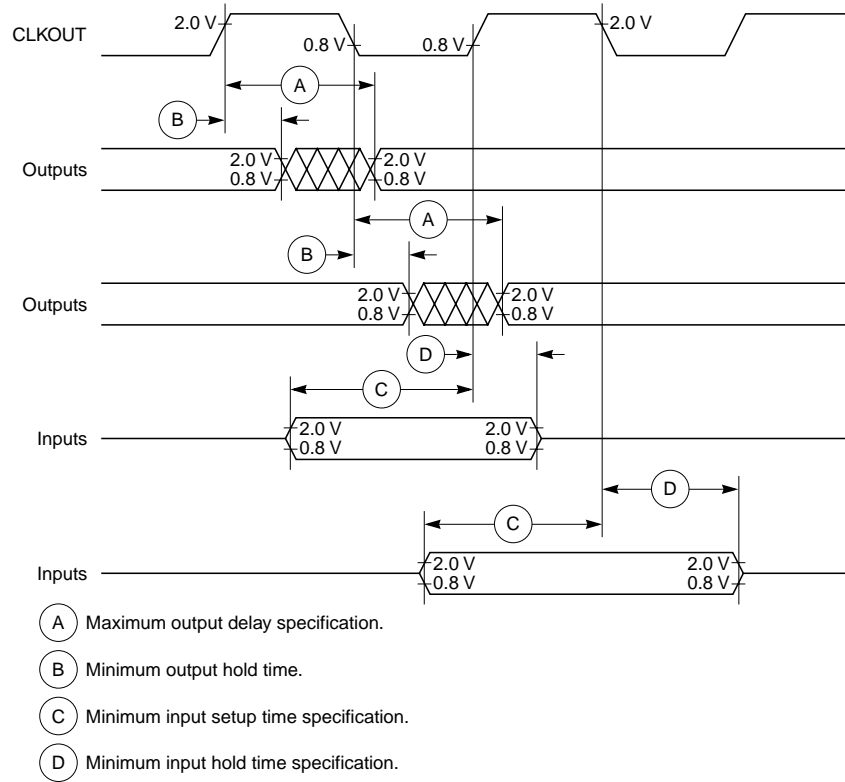 CLKOUT
2.0 V
0.8 V
0.8 V
2.0 V
A
B
Outputs
2.0 V
0.8 V
2.0 V
0.8 V
A
B
Outputs
2.0 V
0.8 V
2.0 V
0.8 V
D
C
Inputs
2.0 V
0.8 V
2.0 V
0.8 V
D
C
Inputs
2.0 V
0.8 V
2.0 V
0.8 V
A Maximum output delay specification.
B Minimum output hold time.
C Minimum input setup time specification.
D Minimum input hold time specification.